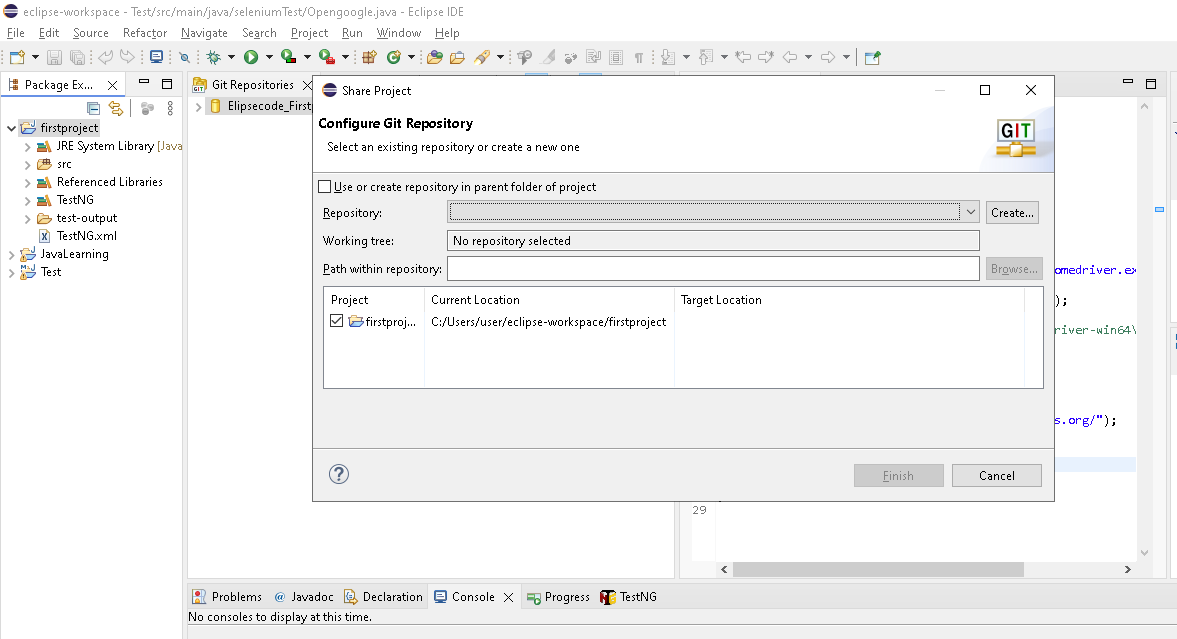 eclipse-workspace - Test/src/main/java/seleniumTest/Opengoogle.java - Eclipse IDE
File Edit Source Refactor Navigate Search Project Run Window Help
Package Ex...
Git Repositories
Elipsecode_First
firstproject
JRE System Library [Java
src
Referenced Libraries
TestNG
test-output
TestNG.xml
JavaLearning
Test
Share Project
Configure Git Repository
Select an existing repository or create a new one
GIT
Use or create repository in parent folder of project
Repository: Create...
Working tree: No repository selected
Path within repository: Browse...
Project Current Location Target Location
firstproj... C:/Users/user/eclipse-workspace/firstproject
Finish Cancel
omedriver.ex
);
river-win64\
s.org/");
29
Problems Javadoc Declaration Console Progress TestNG
No consoles to display at this time.